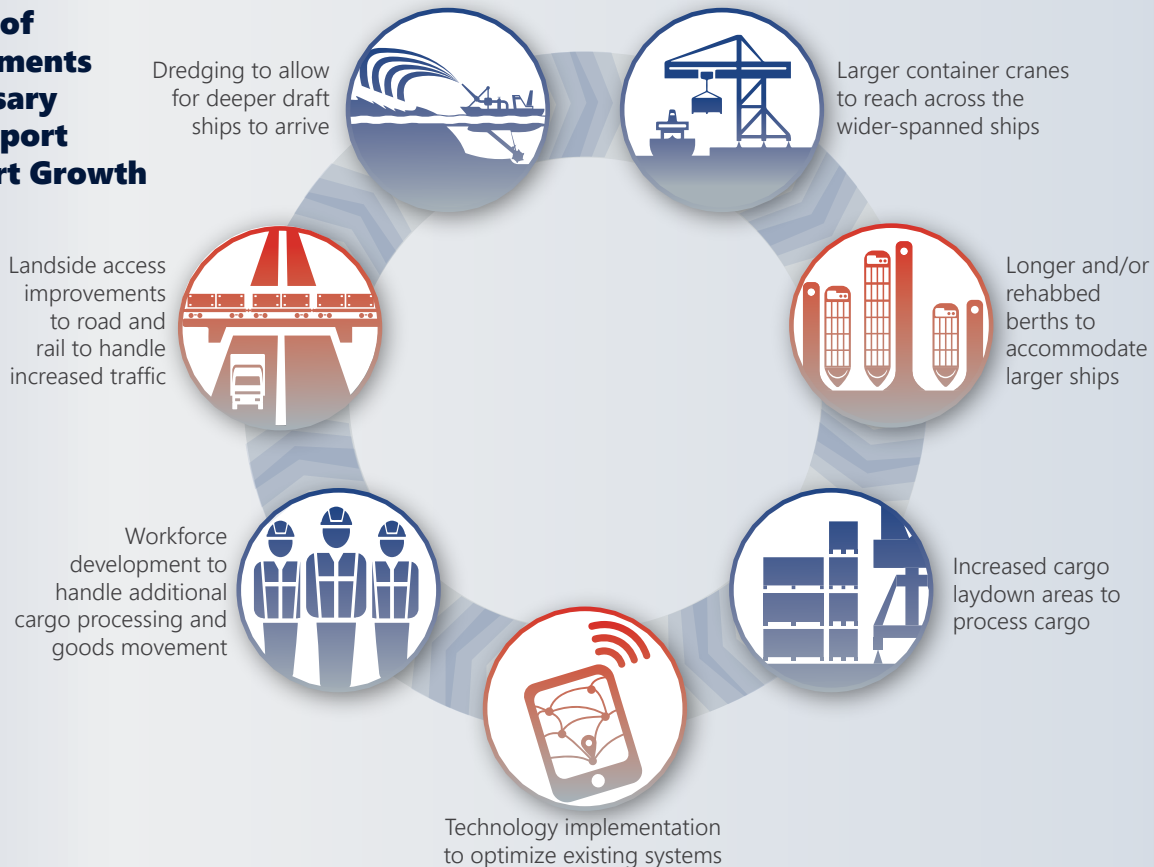 of
ments
sary
port
rt Growth
Dredging to allow
for deeper draft
ships to arrive
Larger container cranes
to reach across the
wider-spanned ships
Landside access
improvements
to road and
rail to handle
increased traffic
Longer and/or
rehabbed
berths to
accommodate
larger ships
Workforce
development to
handle additional
cargo processing and
goods movement
Increased cargo
laydown areas to
process cargo
Technology implementation
to optimize existing systems